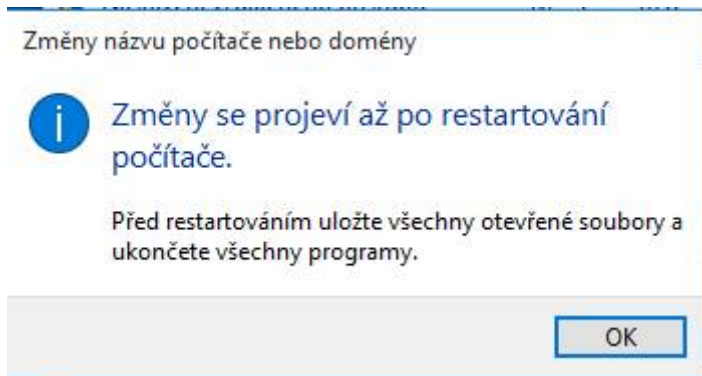 Změny názvu počítače nebo domény
Změny se projeví až po restartování
počítače.
Před restartováním uložte všechny otevřené soubory a
ukončete všechny programy.
OK